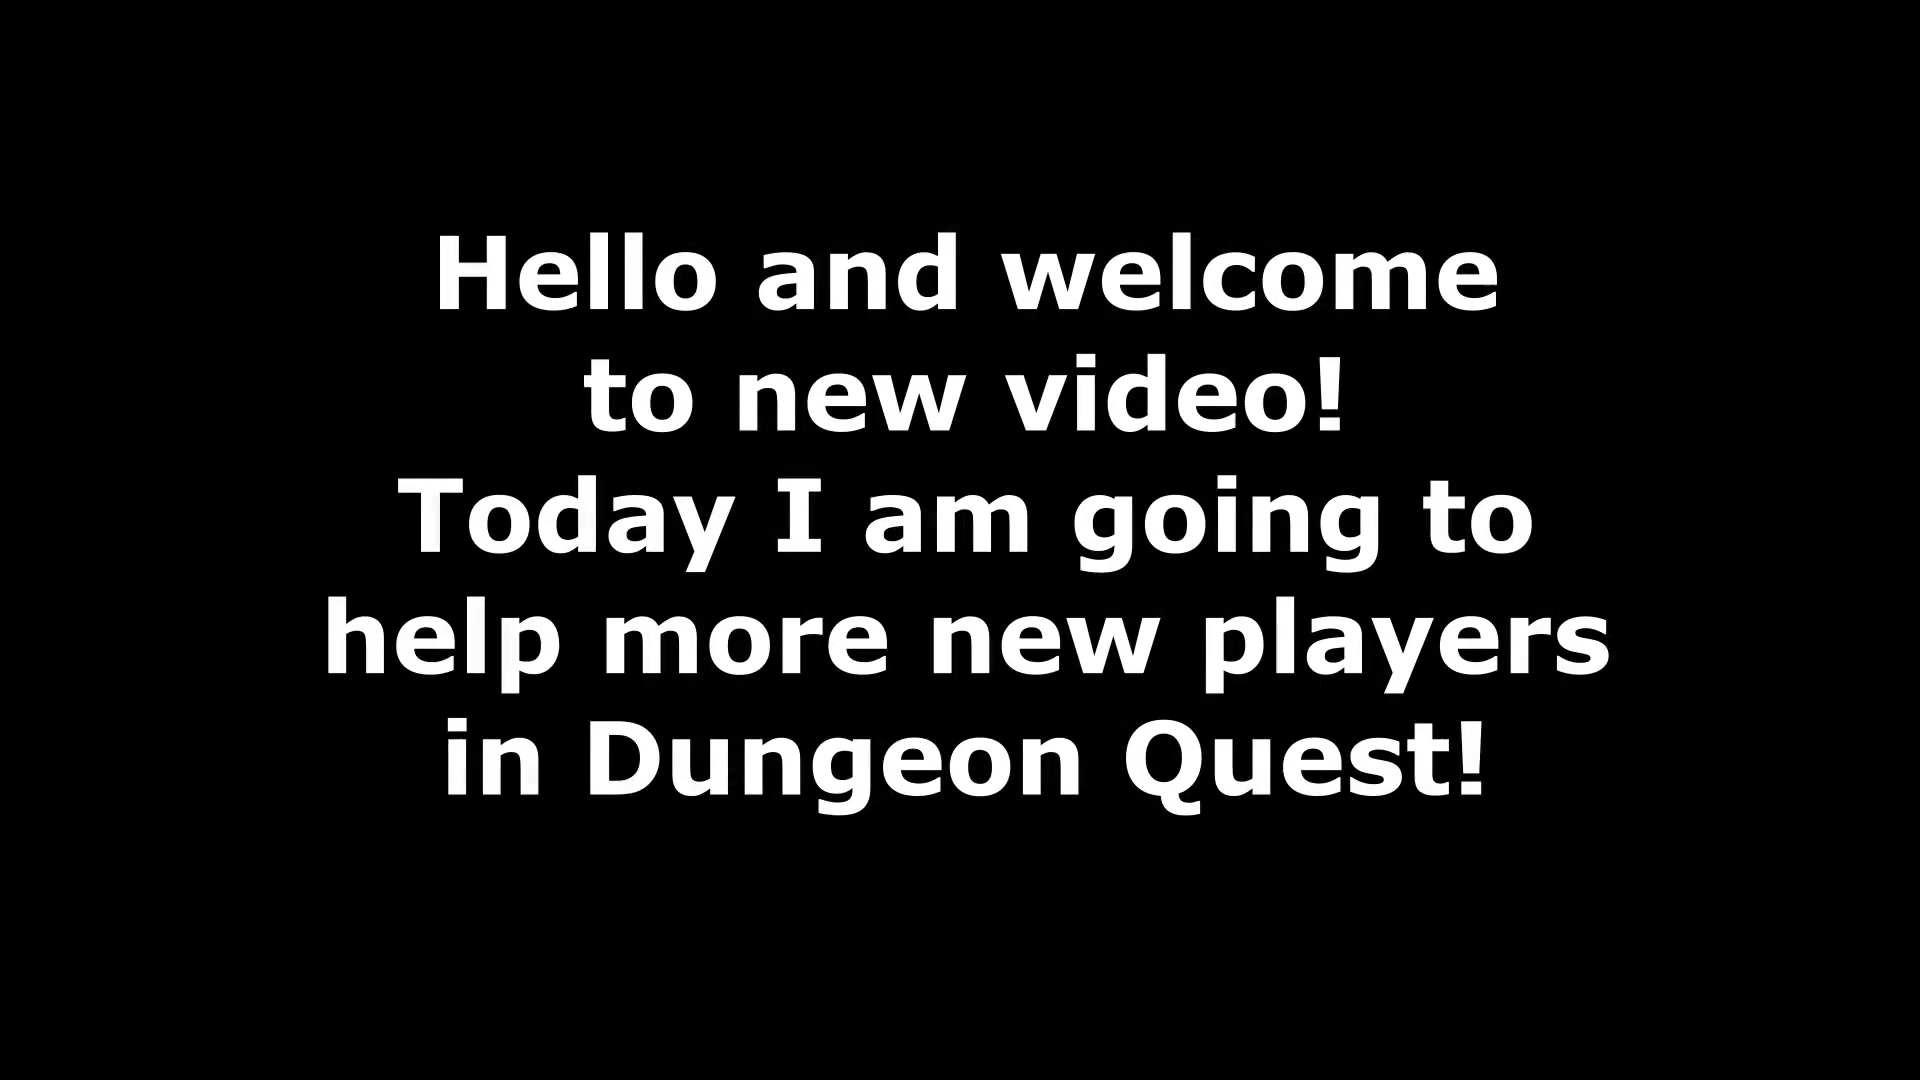 Hello and welcome
to new video!
Today I am going to
help more new players
in Dungeon Quest!